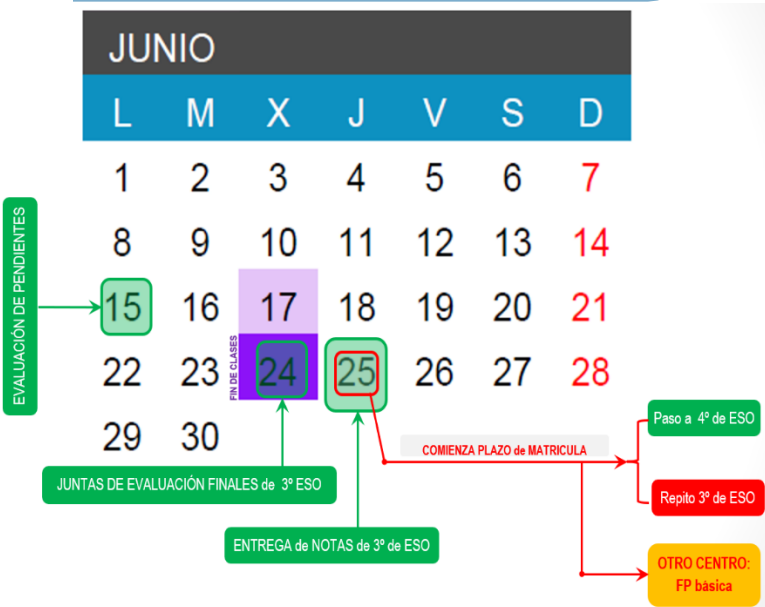 JUNIO
L M X J V S D
1 2 3 4 5 6 7
8 9 10 11 12 13 14
15 16 17 18 19 20 21
22 23 24 25 26 27 28
29 30
EVALUACIÓN DE PENDIENTES
FIN DE CLASES
JUNTAS DE EVALUACIÓN FINALES de 3º ESO
ENTREGA de NOTAS de 3º de ESO
COMIENZA PLAZO de MATRICULA
Paso a 4º de ESO
Repito 3º de ESO
OTRO CENTRO:
FP básica